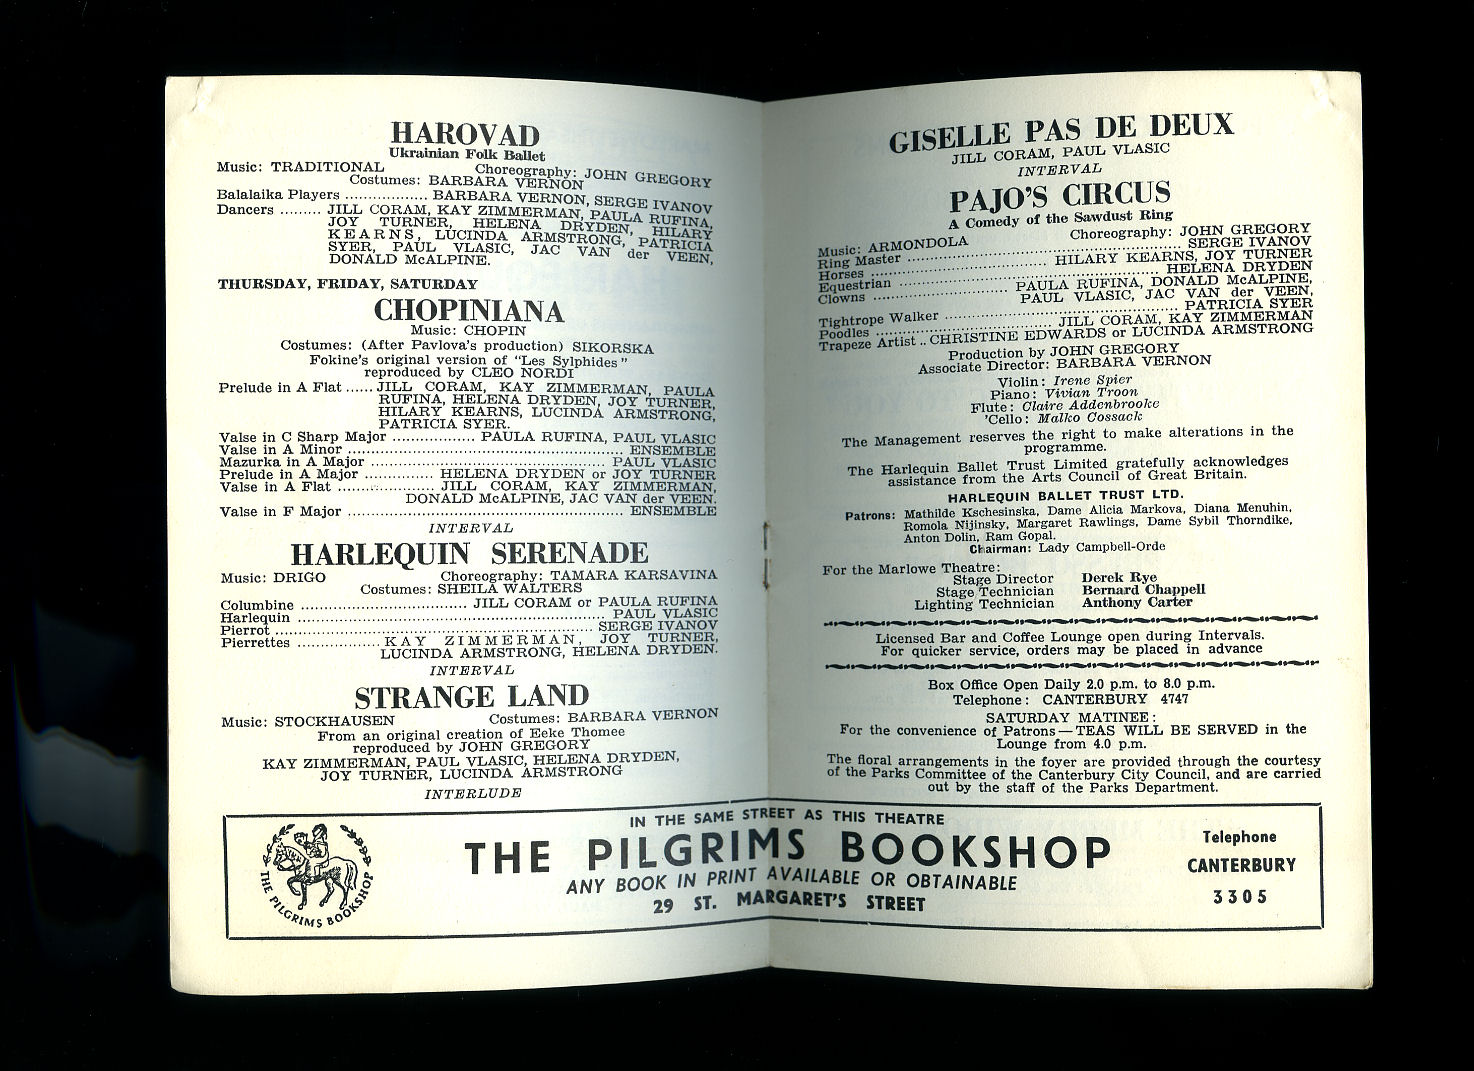 HAROVAD
Ukrainian Folk Ballet
Music: TRADITIONAL Choreography: JOHN GREGORY
Costumes: BARBARA VERNON
Balalaika Players .................. BARBARA VERNON, SERGE IVANOV
Dancers ......... JILL CORAM, KAY ZIMMERMAN, PAULA RUFINA,
JOY TURNER, HELENA DRYDEN, HILARY
KEARNS, LUCINDA ARMSTRONG, PATRICIA
SYER, PAUL VLASIC, JAC VAN der VEEN,
DONALD McALPINE.
THURSDAY, FRIDAY, SATURDAY
CHOPINIANA
Music: CHOPIN
Costumes: (After Pavlova's production) SIKORSKA
Fokine's original version of "Les Sylphides"
reproduced by CLEO NORDI
Prelude in A Flat ...... JILL CORAM, KAY ZIMMERMAN, PAULA
RUFINA, HELENA DRYDEN, JOY TURNER,
HILARY KEARNS, LUCINDA ARMSTRONG,
PATRICIA SYER.
Valse in C Sharp Major .................. PAULA RUFINA, PAUL VLASIC
Valse in A Minor ............................................................ ENSEMBLE
Mazurka in A Major .................................................... PAUL VLASIC
Prelude in A Major ............... HELENA DRYDEN or JOY TURNER
Valse in A Flat ...................... JILL CORAM, KAY ZIMMERMAN,
DONALD McALPINE, JAC VAN der VEEN.
Valse in F Major ............................................................ ENSEMBLE
INTERVAL
HARLEQUIN SERENADE
Music: DRIGO Choreography: TAMARA KARSAVINA
Costumes: SHEILA WALTERS
Columbine .................................... JILL CORAM or PAULA RUFINA
Harlequin .................................................................. PAUL VLASIC
Pierrot ...................................................................... SERGE IVANOV
Pierrettes .................. KAY ZIMMERMAN, JOY TURNER,
LUCINDA ARMSTRONG, HELENA DRYDEN.
INTERVAL
STRANGE LAND
Music: STOCKHAUSEN Costumes: BARBARA VERNON
From an original creation of Eeke Thomee
reproduced by JOHN GREGORY
KAY ZIMMERMAN, PAUL VLASIC, HELENA DRYDEN,
JOY TURNER, LUCINDA ARMSTRONG
INTERLUDE
GISELLE PAS DE DEUX
JILL CORAM, PAUL VLASIC
INTERVAL
PAJO'S CIRCUS
A Comedy of the Sawdust Ring
Music: ARMONDOLA Choreography: JOHN GREGORY
Ring Master ............................................................ SERGE IVANOV
Horses ...................................... HILARY KEARNS, JOY TURNER
Equestrian ............................................................ HELENA DRYDEN
Clowns .............................. PAULA RUFINA, DONALD McALPINE,
PAUL VLASIC, JAC VAN der VEEN,
Tightrope Walker .................................................... PATRICIA SYER
Poodles .................................... JILL CORAM, KAY ZIMMERMAN
Trapeze Artist .. CHRISTINE EDWARDS or LUCINDA ARMSTRONG
Production by JOHN GREGORY
Associate Director: BARBARA VERNON
Violin: Irene Spier
Piano: Vivian Troon
Flute: Claire Addenbrooke
'Cello: Malko Cossack
The Management reserves the right to make alterations in the
programme.
The Harlequin Ballet Trust Limited gratefully acknowledges
assistance from the Arts Council of Great Britain.
HARLEQUIN BALLET TRUST LTD.
Patrons: Mathilde Kschesinska, Dame Alicia Markova, Diana Menuhin,
Romola Nijinsky, Margaret Rawlings, Dame Sybil Thorndike,
Anton Dolin, Ram Gopal.
Chairman: Lady Campbell-Orde
For the Marlowe Theatre:
Stage Director Derek Rye
Stage Technician Bernard Chappell
Lighting Technician Anthony Carter
Licensed Bar and Coffee Lounge open during Intervals.
For quicker service, orders may be placed in advance
Box Office Open Daily 2.0 p.m. to 8.0 p.m.
Telephone: CANTERBURY 4747
SATURDAY MATINEE:
For the convenience of Patrons—TEAS WILL BE SERVED in the
Lounge from 4.0 p.m.
The floral arrangements in the foyer are provided through the courtesy
of the Parks Committee of the Canterbury City Council, and are carried
out by the staff of the Parks Department.
THE PILGRIMS BOOKSHOP
IN THE SAME STREET AS THIS THEATRE
THE PILGRIMS BOOKSHOP
ANY BOOK IN PRINT AVAILABLE OR OBTAINABLE
29 ST. MARGARET'S STREET
Telephone
CANTERBURY
3305